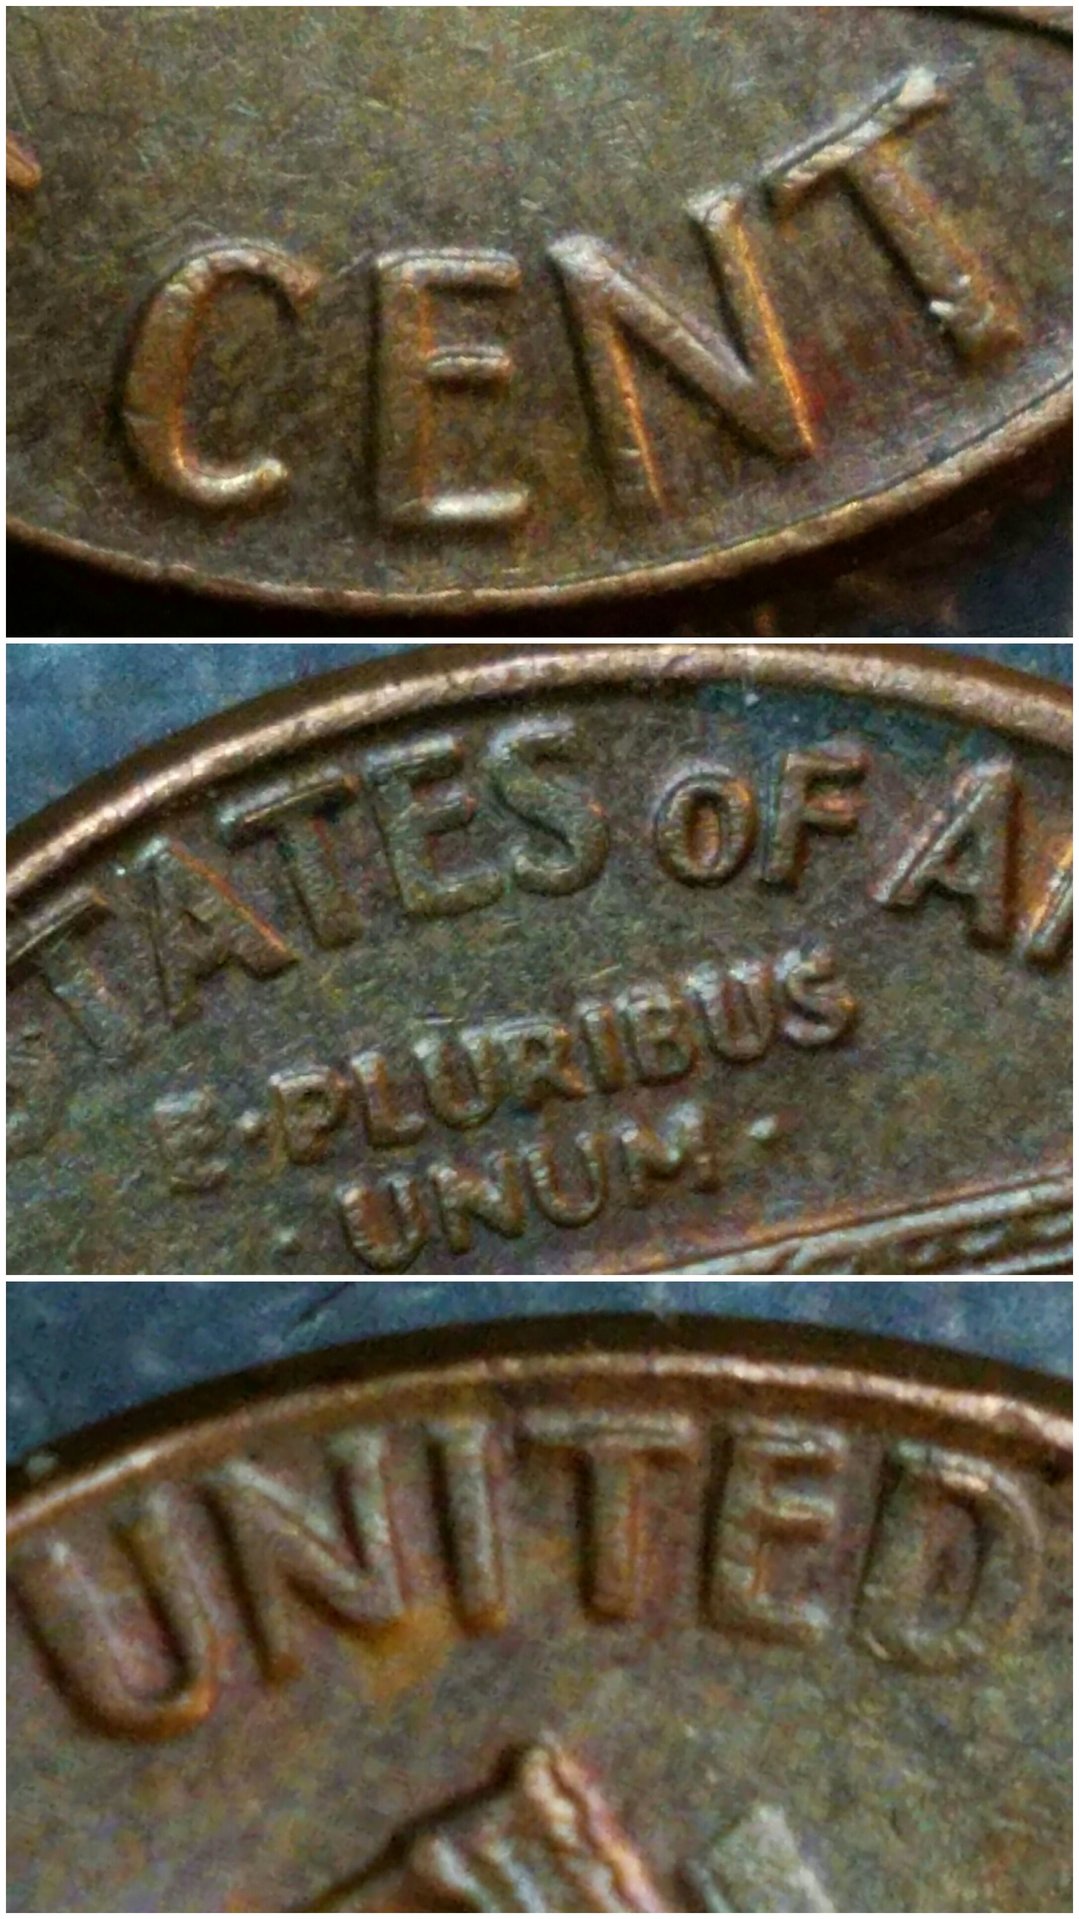 CENT
TATES OF A
E·PLURIBUS
UNUM·
UNITED